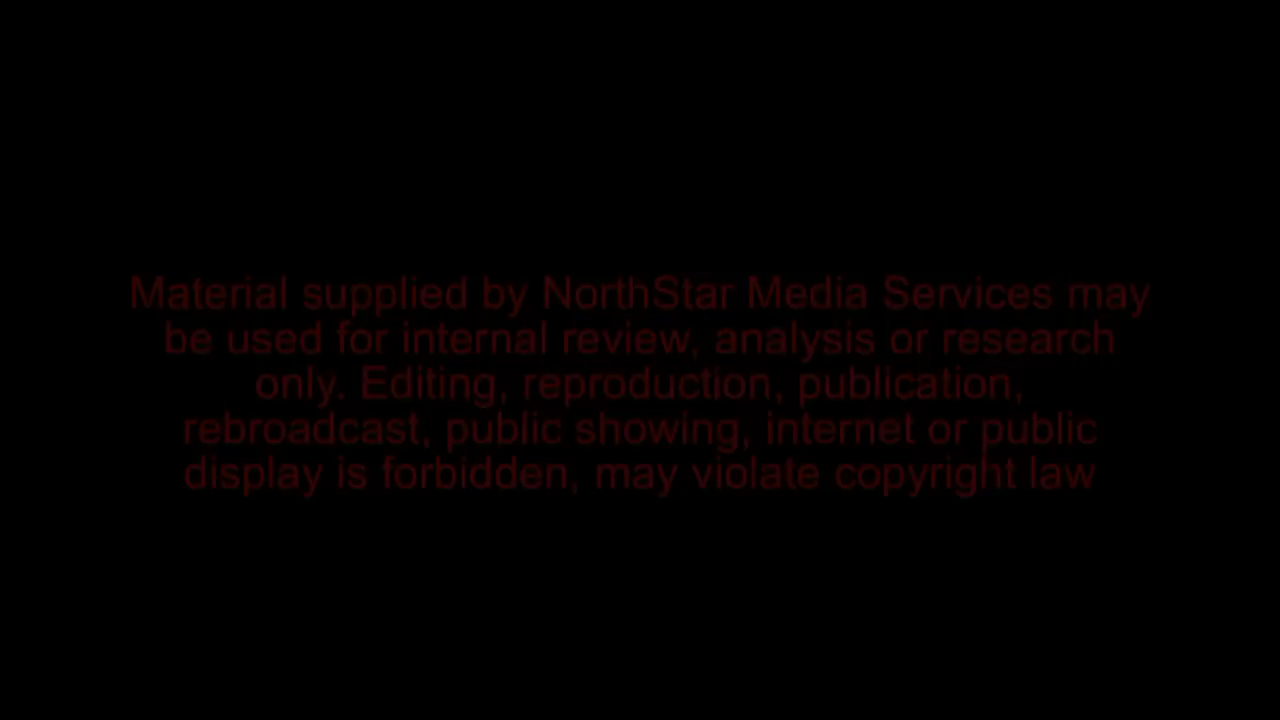 Material supplied by NorthStar Media Services may
be used for internal review, analysis or research
only. Editing, reproduction, publication,
rebroadcast, public showing, internet or public
display is forbidden, may violate copyright law